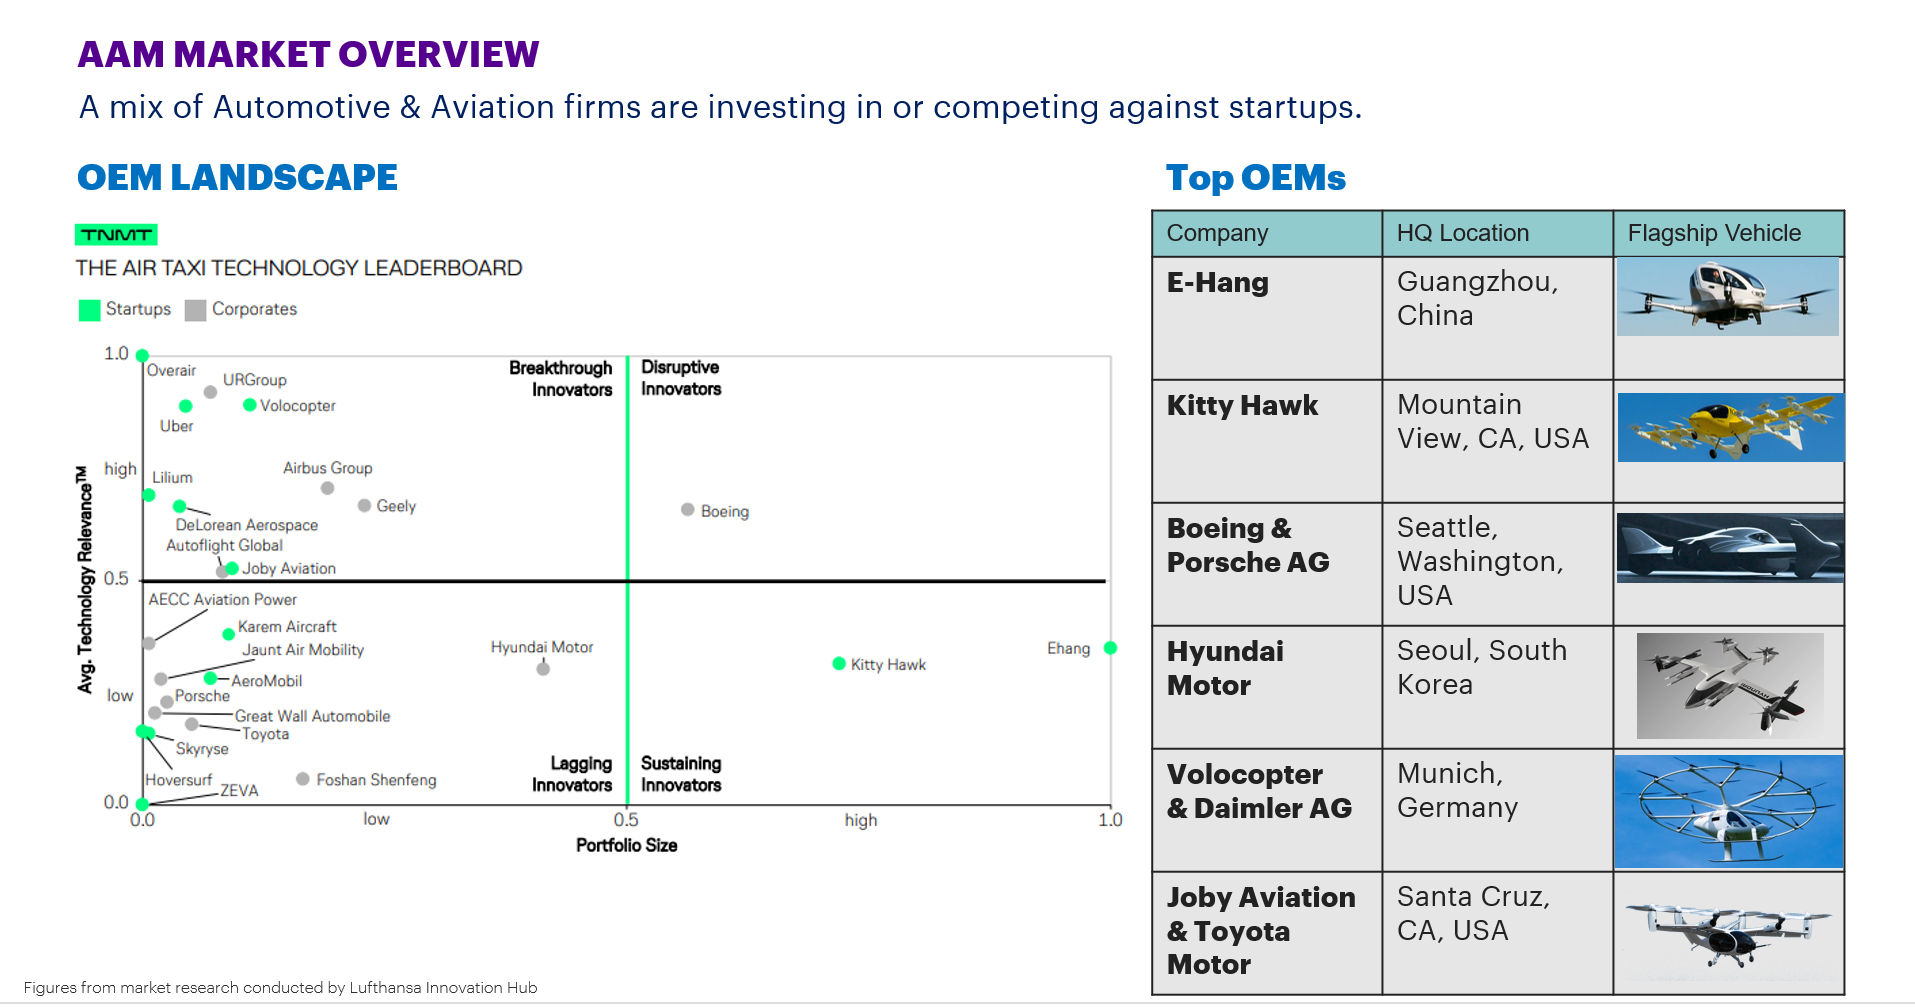 AAM MARKET OVERVIEW
A mix of Automotive & Aviation firms are investing in or competing against startups.
OEM LANDSCAPE
TNMT
THE AIR TAXI TECHNOLOGY LEADERBOARD
Startups
Corporates
Avg. Technology Relevance™
1.0
high
0.5
low
0.0
Breakthrough
Innovators
Disruptive
Innovators
Overair
URGroup
Volocopter
Uber
Lilium
Airbus Group
Geely
Boeing
DeLorean Aerospace
Autoflight Global
Joby Aviation
AECC Aviation Power
Karem Aircraft
Jaunt Air Mobility
AeroMobil
Hyundai Motor
Kitty Hawk
Ehang
Porsche
Great Wall Automobile
Toyota
Skyryse
Hoversurf
ZEVA
Foshan Shenfeng
Lagging
Innovators
Sustaining
Innovators
0.0
low
0.5
high
1.0
Portfolio Size
Top OEMs
Company
HQ Location
Flagship Vehicle
E-Hang
Guangzhou,
China
Kitty Hawk
Mountain
View, CA, USA
Boeing &
Porsche AG
Seattle,
Washington,
USA
Hyundai
Motor
Seoul, South
Korea
HYUNDAI
Volocopter
& Daimler AG
Munich,
Germany
Joby Aviation
& Toyota
Motor
Santa Cruz,
CA, USA
Figures from market research conducted by Lufthansa Innovation Hub